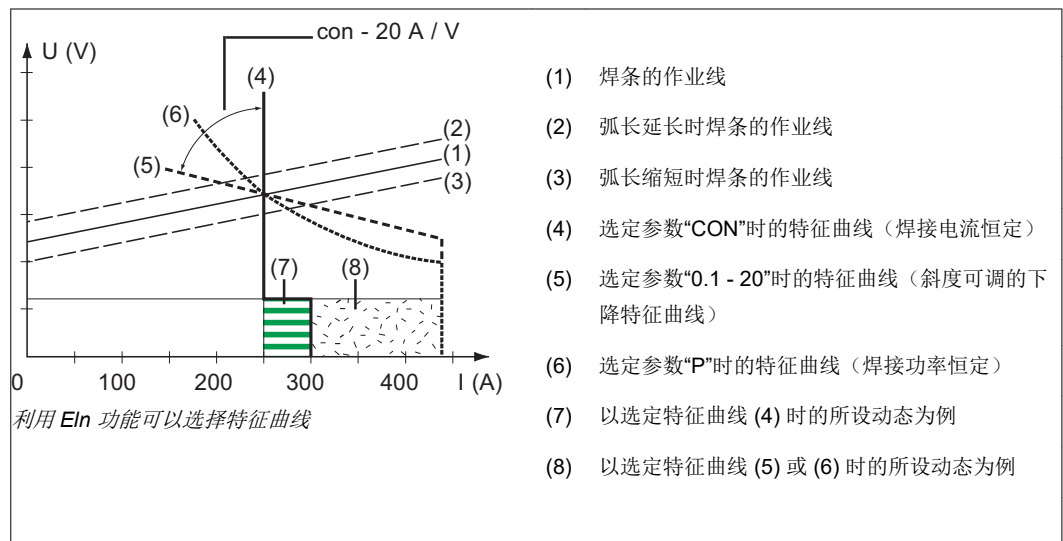 con - 20 A / V
U (V)
(4)
(6)
(5)
(2)
(1)
(3)
(7)
(8)
0
100
200
300
400
I (A)
利用 Eln 功能可以选择特征曲线
(1) 焊条的作业线
(2) 弧长延长时焊条的作业线
(3) 弧长缩短时焊条的作业线
(4) 选定参数“CON”时的特征曲线（焊接电流恒定）
(5) 选定参数“0.1 - 20”时的特征曲线（斜度可调的下
降特征曲线）
(6) 选定参数“P”时的特征曲线（焊接功率恒定）
(7) 以选定特征曲线 (4) 时的所设动态为例
(8) 以选定特征曲线 (5) 或 (6) 时的所设动态为例